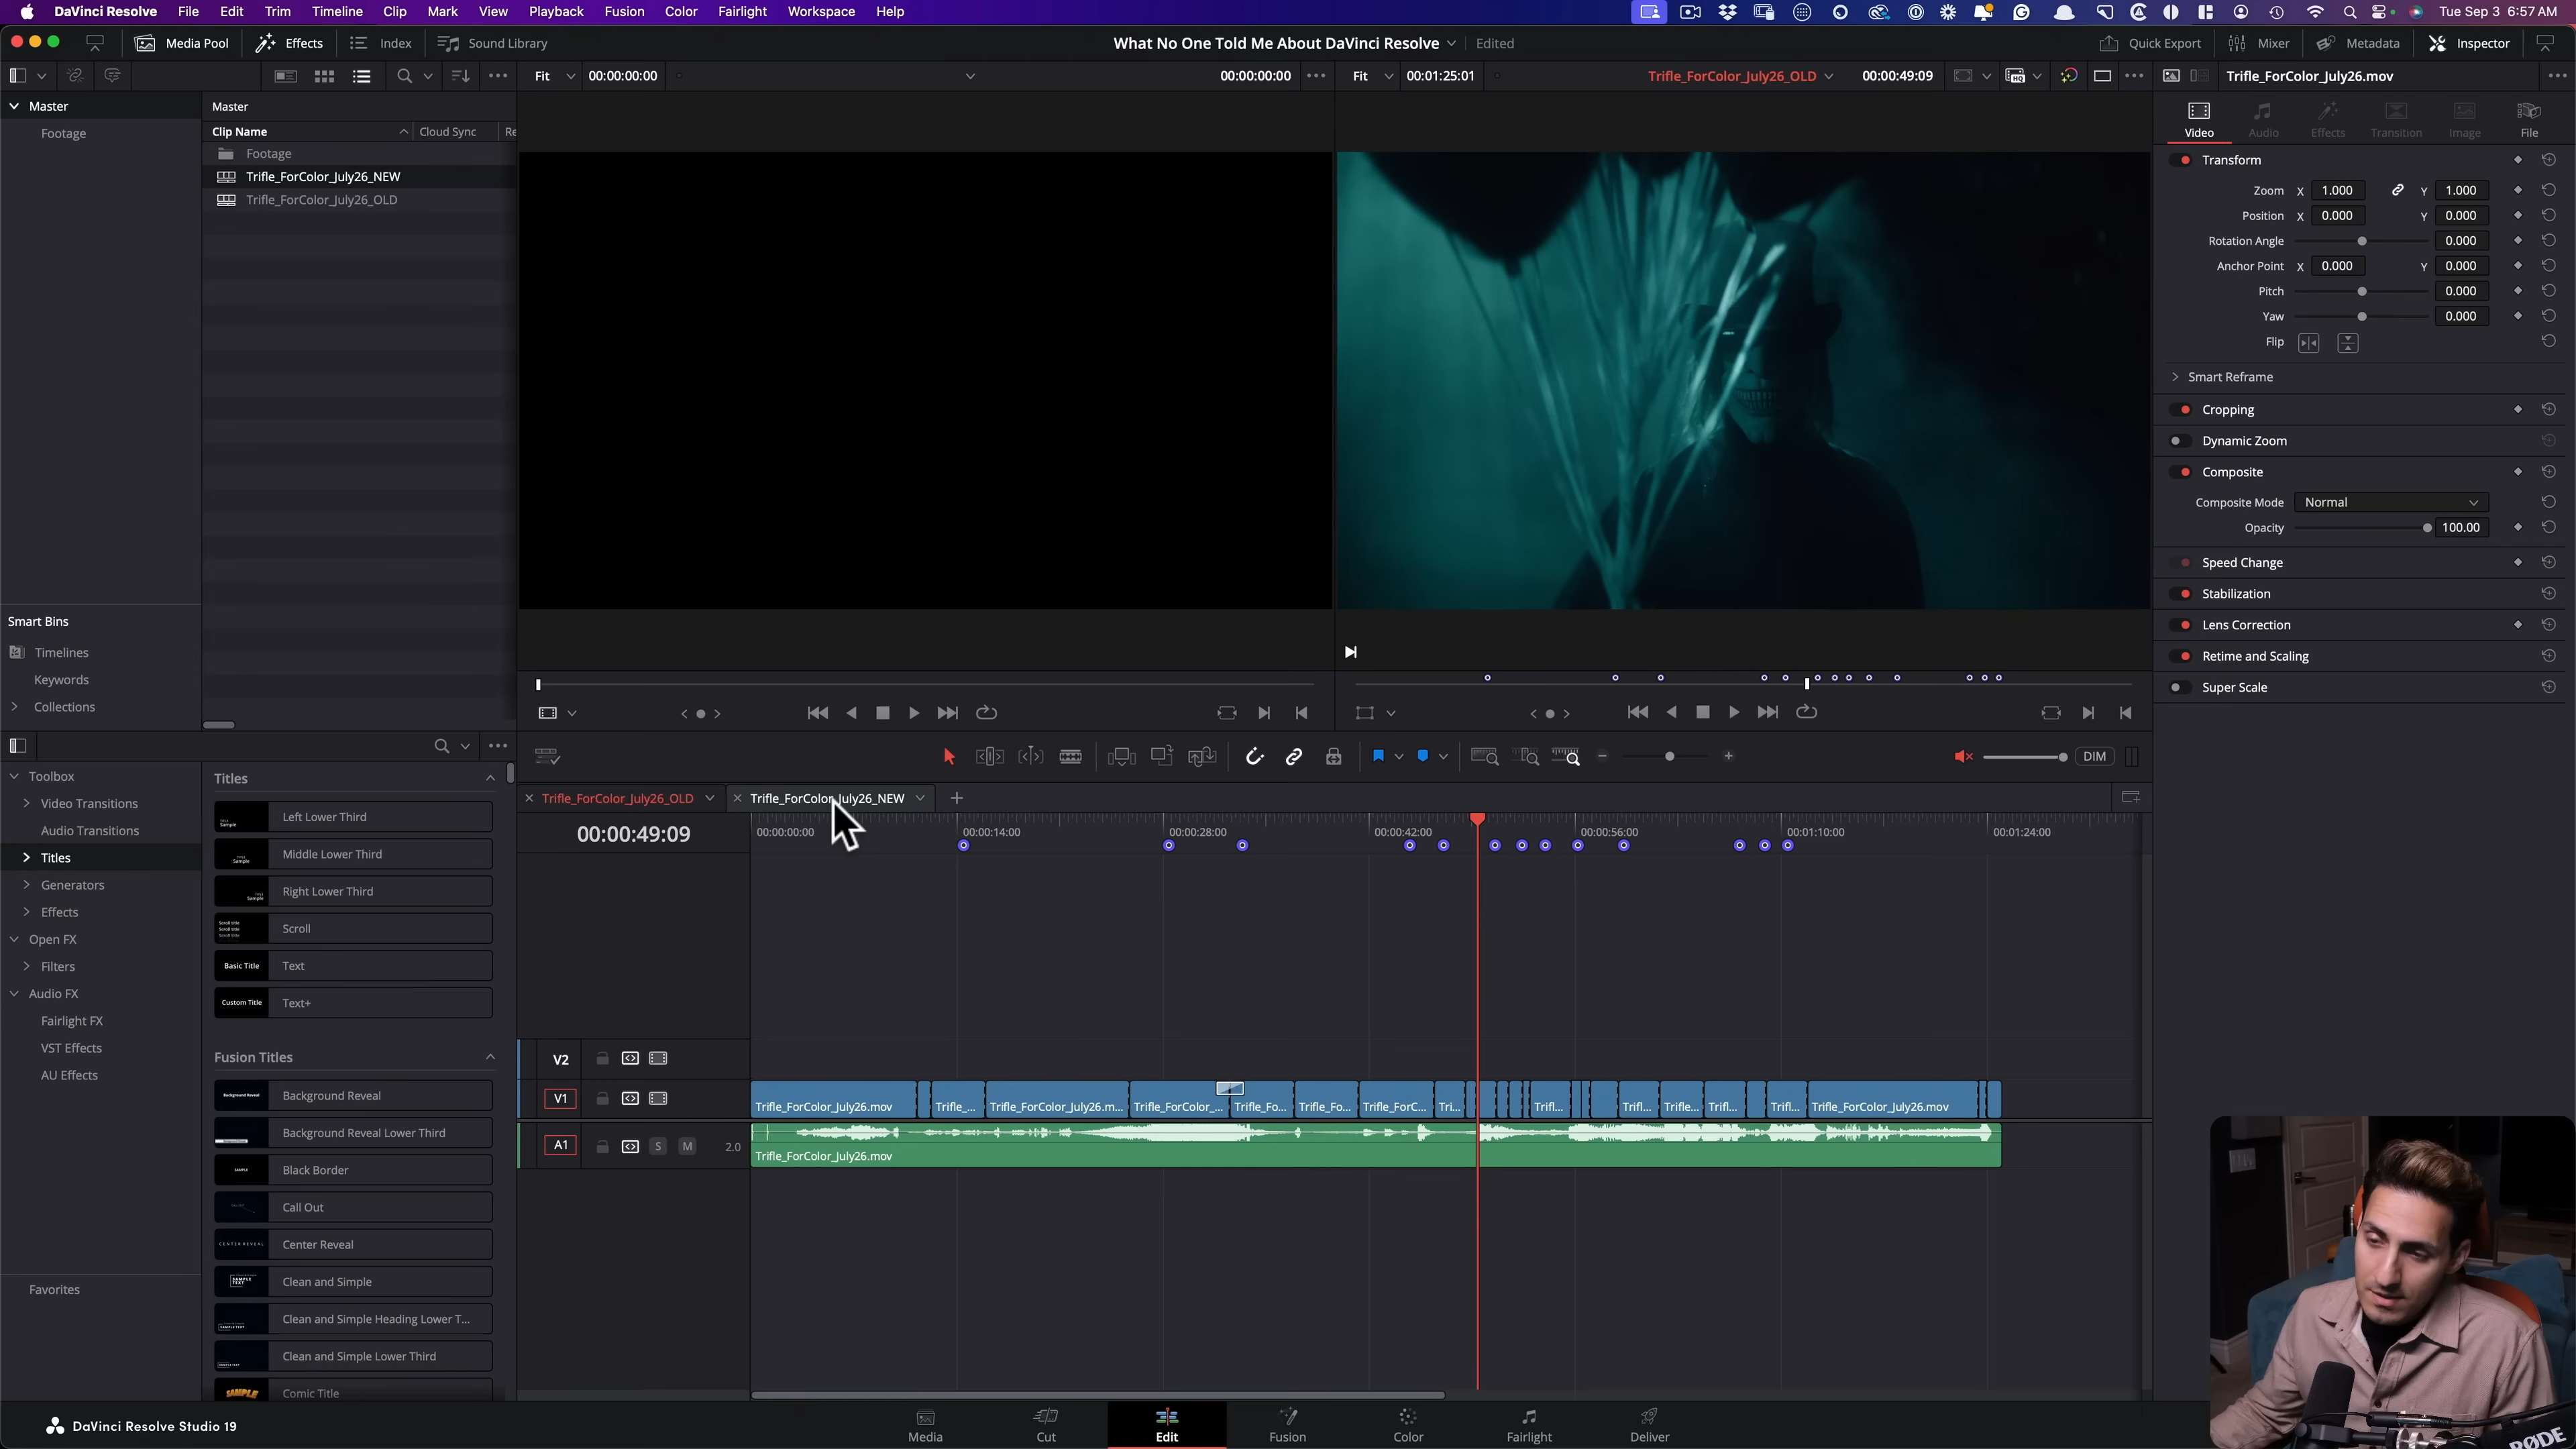 DaVinci Resolve File Edit Trim Timeline Clip Mark View Playback Fusion Color Fairlight Workspace Help Tue Sep 3 6:57 AM
Media Pool Effects Index Sound Library What No One Told Me About DaVinci Resolve Edited Quick Export Mixer Metadata Inspector
Fit 00:00:00:00 00:00:00:00 Fit 00:01:25:01 Trifle_ForColor_July26_OLD 00:00:49:09 Trifle_ForColor_July26.mov
Master
Footage
Master
Clip Name Cloud Sync Re
Footage
Trifle_ForColor_July26_NEW
Trifle_ForColor_July26_OLD
Video Audio Effects Transition Image File
Transform
Zoom X 1.000 Y 1.000
Position X 0.000 Y 0.000
Rotation Angle 0.000
Anchor Point X 0.000 Y 0.000
Pitch 0.000
Yaw 0.000
Flip
Smart Reframe
Cropping
Dynamic Zoom
Composite
Composite Mode Normal
Opacity 100.00
Speed Change
Stabilization
Lens Correction
Retime and Scaling
Super Scale
Smart Bins
Timelines
Keywords
Collections
DIM
Toolbox
Video Transitions
Audio Transitions
Titles
Generators
Effects
Open FX
Filters
Audio FX
Fairlight FX
VST Effects
AU Effects
Favorites
Titles
Left Lower Third
Middle Lower Third
Right Lower Third
Scroll
Basic Title Text
Custom Title Text+
Fusion Titles
Background Reveal
Background Reveal Lower Third
Black Border
Call Out
CENTER REVEAL Center Reveal
Clean and Simple
Clean and Simple Heading Lower T...
Clean and Simple Lower Third
SAMPLE Comic Title
Trifle_ForColor_July26_OLD Trifle_ForColor_July26_NEW
00:00:49:09 00:00:00:00 00:00:14:00 00:00:28:00 00:00:42:00 00:00:56:00 00:01:10:00 00:01:24:00
V2
V1 Trifle_ForColor_July26.mov Trifle_... Trifle_ForColor_July26.m... Trifle_ForColor_... Trifle_Fo... Trifle_Fo... Trifle_ForC... Tri... Trifl... Trifl... Trifle... Trifl... Trifl... Trifle_ForColor_July26.mov
A1 S M 2.0
Trifle_ForColor_July26.mov
DaVinci Resolve Studio 19 Media Cut Edit Fusion Color Fairlight Deliver
RØDE